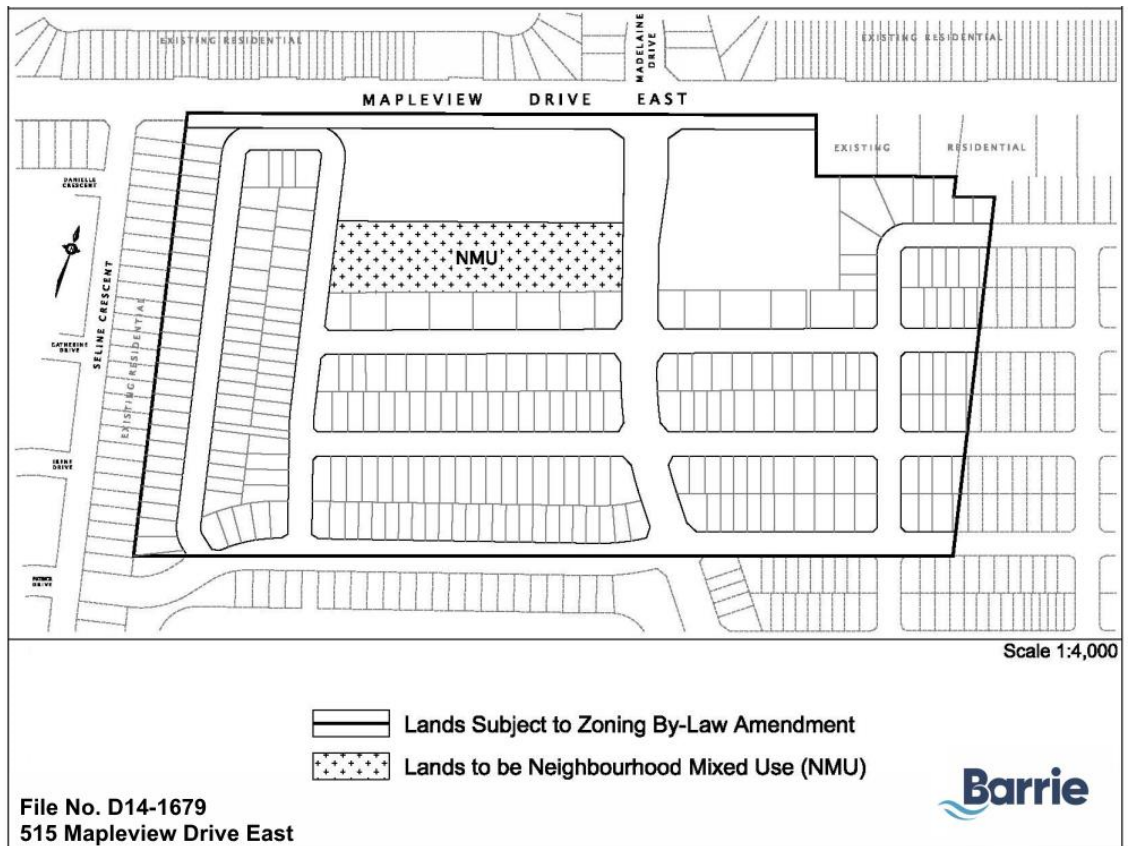 EXISTING RESIDENTIAL
MADELAINE
DRIVE
EXISTING RESIDENTIAL
MAPLEVIEW DRIVE EAST
EXISTING RESIDENTIAL
DANIELLE
CRESCENT
NMU
SELINE CRESCENT
EXISTING RESIDENTIAL
CATHERINE
DRIVE
IRENE
DRIVE
PATRICK
DRIVE
Scale 1:4,000
Lands Subject to Zoning By-Law Amendment
Lands to be Neighbourhood Mixed Use (NMU)
Barrie
File No. D14-1679
515 Mapleview Drive East